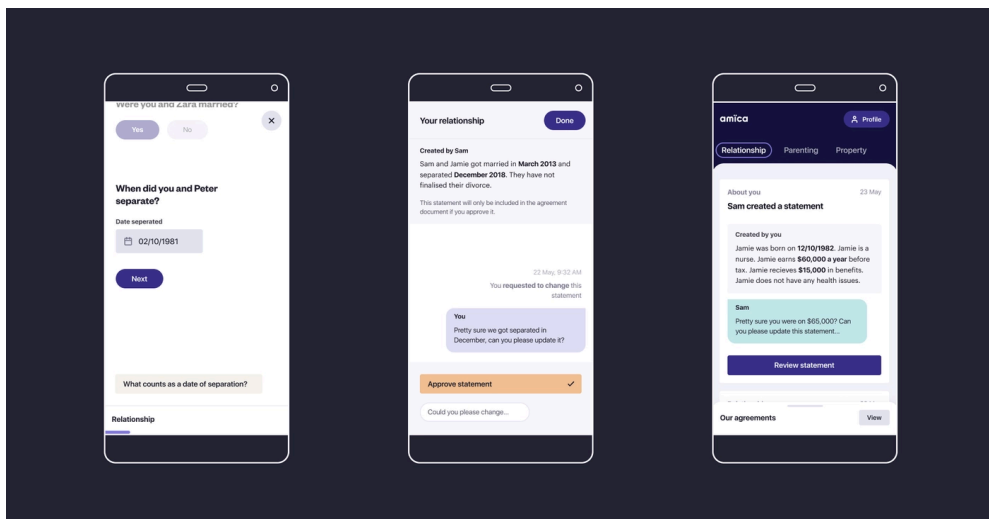 Were you and Zara married?
Yes
No
When did you and Peter
separate?
Date seperated
02/10/1981
Next
What counts as a date of separation?
Relationship
Your relationship
Done
Created by Sam
Sam and Jamie got married in March 2013 and
separated December 2018. They have not
finalised their divorce.
This statement will only be included in the agreement
document if you approve it.
22 May, 9:32 AM
You requested to change this
statement
You
Pretty sure we got separated in
December, can you please update it?
Approve statement
Could you please change...
amica
Profile
Relationship
Parenting
Property
About you
23 May
Sam created a statement
Created by you
Jamie was born on 12/10/1982. Jamie is a
nurse. Jamie earns $60,000 a year before
tax. Jamie recieves $15,000 in benefits.
Jamie does not have any health issues.
Sam
Pretty sure you were on $65,000? Can
you please update this statement...
Review statement
Our agreements
View